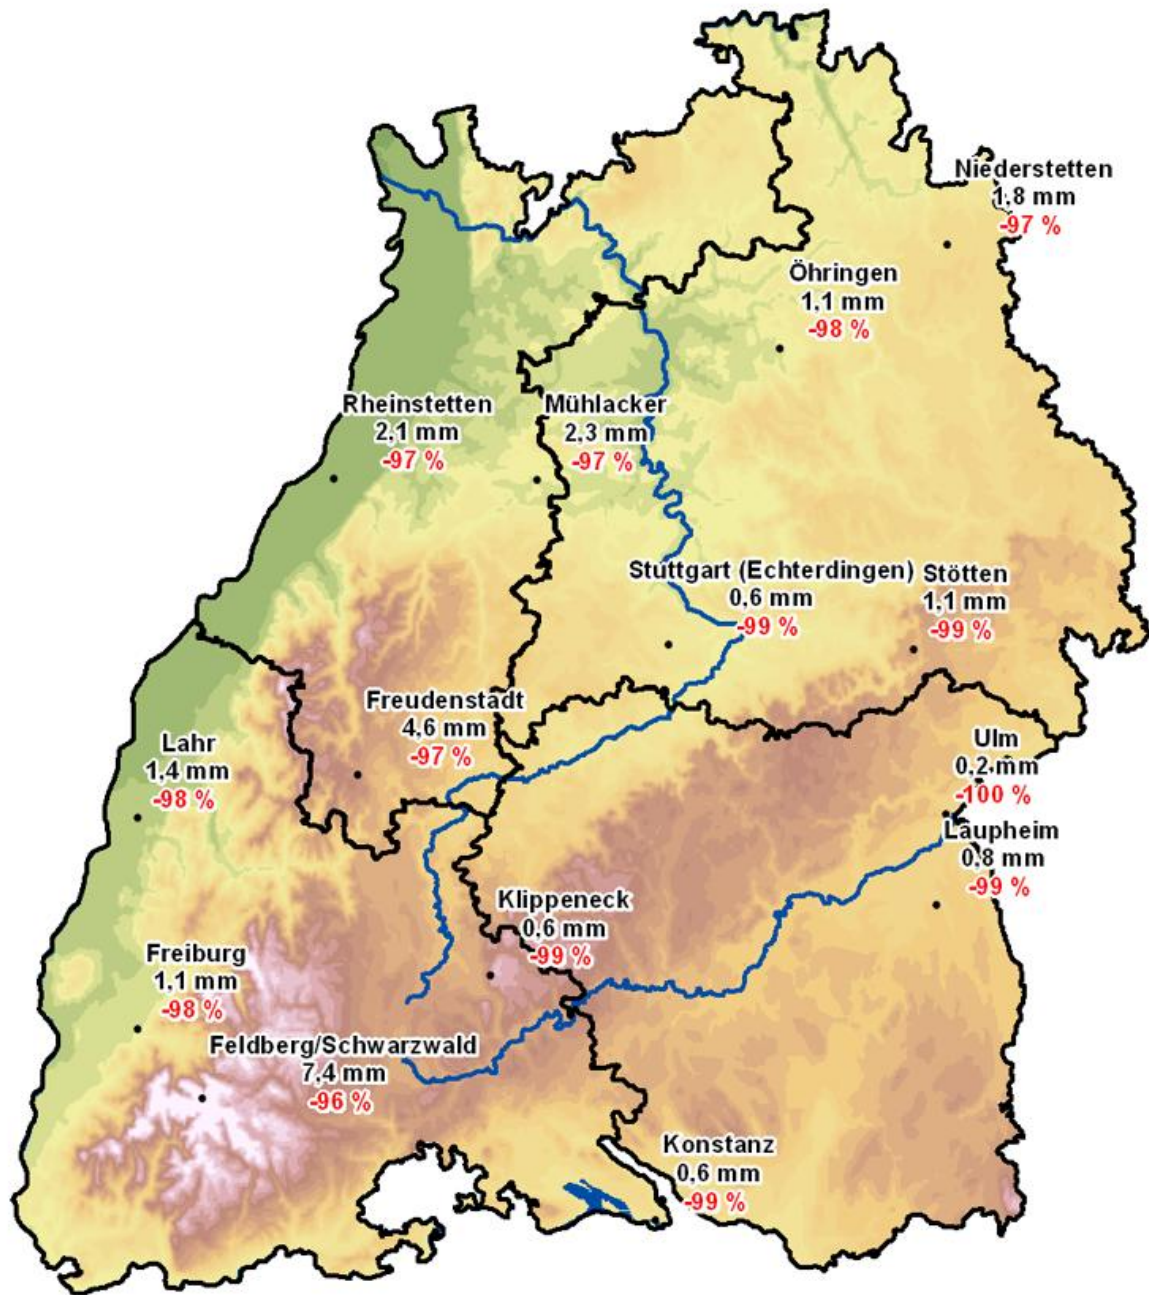 Niederstetten
1,8 mm
-97 %
Öhringen
1,1 mm
-98 %
Rheinstetten
2,1 mm
-97 %
Mühlacker
2,3 mm
-97 %
Stuttgart (Echterdingen)
0,6 mm
-99 %
Stötten
1,1 mm
-99 %
Freudenstadt
4,6 mm
-97 %
Lahr
1,4 mm
-98 %
Ulm
0,2 mm
-100 %
Laupheim
0,8 mm
-99 %
Klippeneck
0,6 mm
-99 %
Freiburg
1,1 mm
-98 %
Feldberg/Schwarzwald
7,4 mm
-96 %
Konstanz
0,6 mm
-99 %